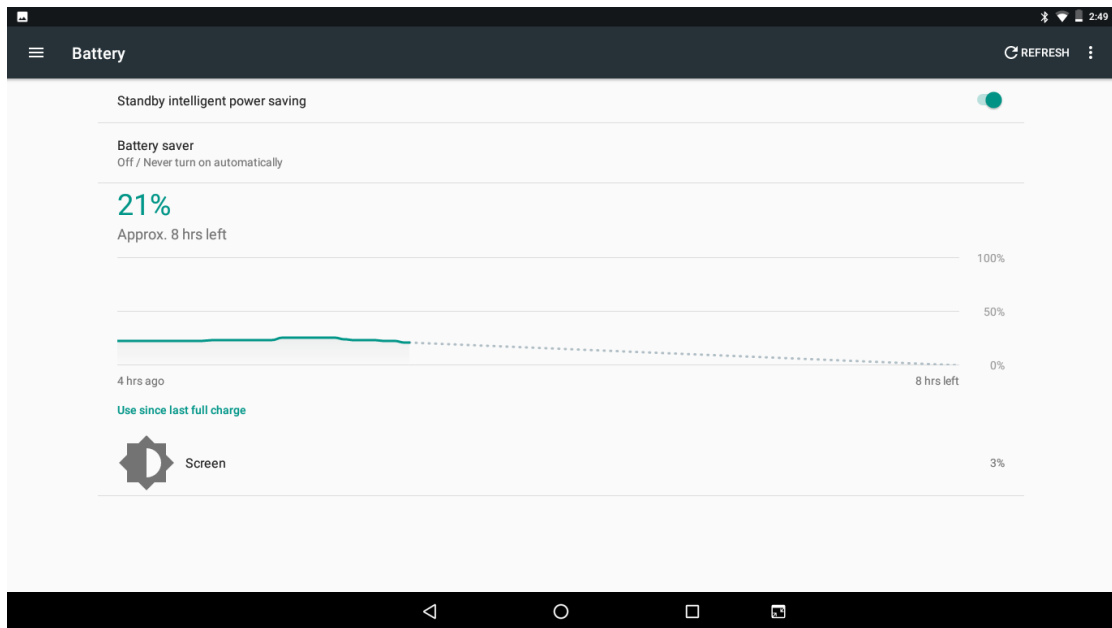 2:49
Battery
REFRESH
Standby intelligent power saving
Battery saver
Off / Never turn on automatically
21%
Approx. 8 hrs left
100%
50%
0%
4 hrs ago
8 hrs left
Use since last full charge
Screen
3%